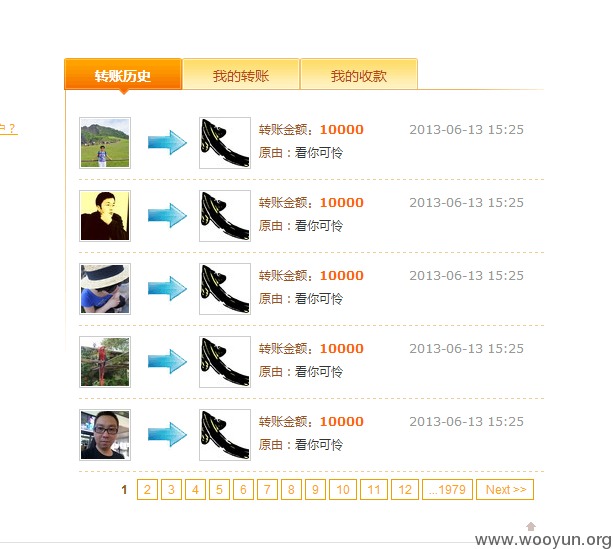 转账历史 我的转账 我的收款
户？
转账金额：10000 2013-06-13 15:25
原由：看你可怜
转账金额：10000 2013-06-13 15:25
原由：看你可怜
转账金额：10000 2013-06-13 15:25
原由：看你可怜
转账金额：10000 2013-06-13 15:25
原由：看你可怜
转账金额：10000 2013-06-13 15:25
原由：看你可怜
1 2 3 4 5 6 7 8 9 10 11 12 ...1979 Next >>
www.wooyun.org